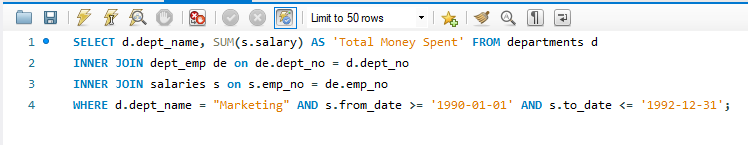 Limit to 50 rows
1 SELECT d.dept_name, SUM(s.salary) AS 'Total Money Spent' FROM departments d
2 INNER JOIN dept_emp de on de.dept_no = d.dept_no
3 INNER JOIN salaries s on s.emp_no = de.emp_no
4 WHERE d.dept_name = "Marketing" AND s.from_date >= '1990-01-01' AND s.to_date <= '1992-12-31';